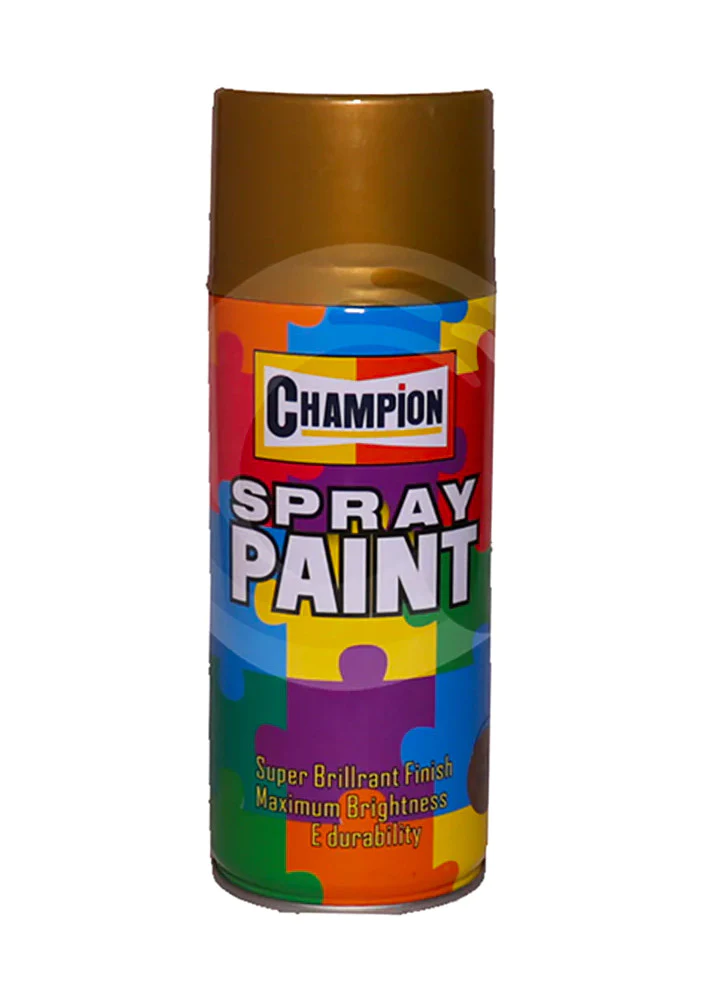 CHAMPION
SPRAY
PAINT
Super Brillrant Finish
Maximum Brightness
E durability